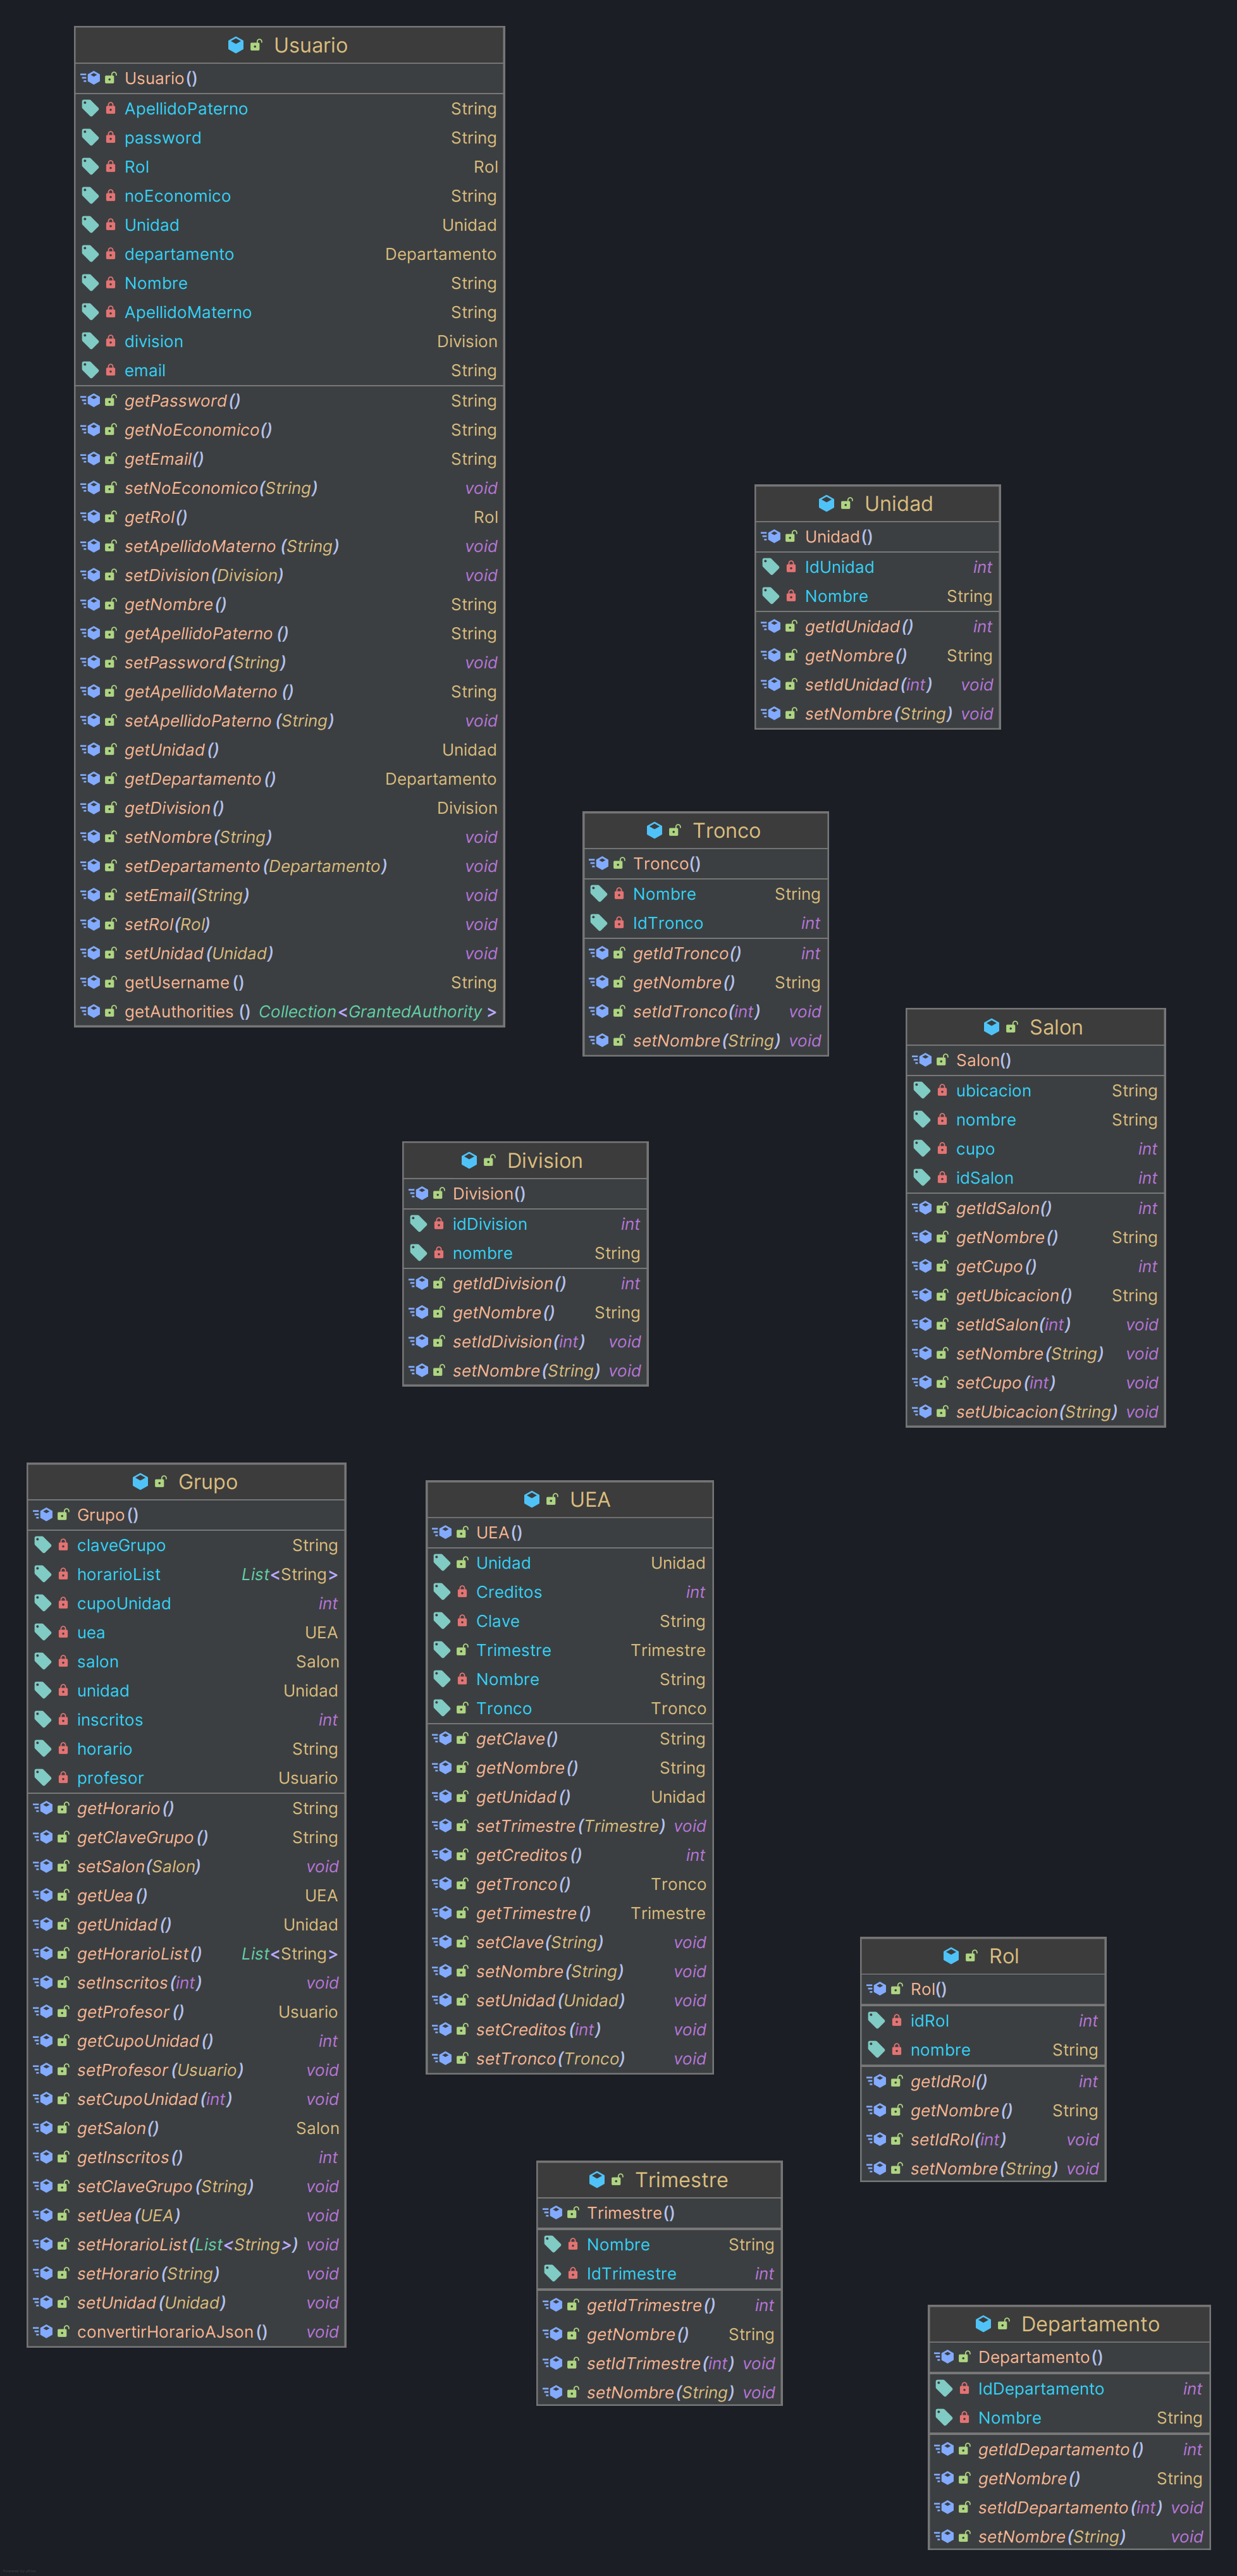 Usuario
Usuario()
ApellidoPaterno String
password String
Rol Rol
noEconomico String
Unidad Unidad
departamento Departamento
Nombre String
ApellidoMaterno String
division Division
email String
getPassword() String
getNoEconomico() String
getEmail() String
setNoEconomico(String) void
getRol() Rol
setApellidoMaterno (String) void
setDivision(Division) void
getNombre() String
getApellidoPaterno () String
setPassword(String) void
getApellidoMaterno () String
setApellidoPaterno (String) void
getUnidad() Unidad
getDepartamento () Departamento
getDivision() Division
setNombre(String) void
setDepartamento (Departamento) void
setEmail(String) void
setRol(Rol) void
setUnidad(Unidad) void
getUsername() String
getAuthorities () Collection<GrantedAuthority >
Unidad
Unidad()
IdUnidad int
Nombre String
getIdUnidad() int
getNombre() String
setIdUnidad(int) void
setNombre(String) void
Tronco
Tronco()
Nombre String
IdTronco int
getIdTronco() int
getNombre() String
setIdTronco(int) void
setNombre(String) void
Salon
Salon()
ubicacion String
nombre String
cupo int
idSalon int
getIdSalon() int
getNombre() String
getCupo() int
getUbicacion() String
setIdSalon(int) void
setNombre(String) void
setCupo(int) void
setUbicacion(String) void
Division
Division()
idDivision int
nombre String
getIdDivision() int
getNombre() String
setIdDivision(int) void
setNombre(String) void
Grupo
Grupo()
claveGrupo String
horarioList List<String>
cupoUnidad int
uea UEA
salon Salon
unidad Unidad
inscritos int
horario String
profesor Usuario
getHorario() String
getClaveGrupo() String
setSalon(Salon) void
getUea() UEA
getUnidad() Unidad
getHorarioList() List<String>
setInscritos(int) void
getProfesor() Usuario
getCupoUnidad() int
setProfesor(Usuario) void
setCupoUnidad(int) void
getSalon() Salon
getInscritos() int
setClaveGrupo(String) void
setUea(UEA) void
setHorarioList(List<String>) void
setHorario(String) void
setUnidad(Unidad) void
convertirHorarioAJson() void
UEA
UEA()
Unidad Unidad
Creditos int
Clave String
Trimestre Trimestre
Nombre String
Tronco Tronco
getClave() String
getNombre() String
getUnidad() Unidad
setTrimestre(Trimestre) void
getCreditos() int
getTronco() Tronco
getTrimestre() Trimestre
setClave(String) void
setNombre(String) void
setUnidad(Unidad) void
setCreditos(int) void
setTronco(Tronco) void
Rol
Rol()
idRol int
nombre String
getIdRol() int
getNombre() String
setIdRol(int) void
setNombre(String) void
Trimestre
Trimestre()
Nombre String
IdTrimestre int
getIdTrimestre() int
getNombre() String
setIdTrimestre(int) void
setNombre(String) void
Departamento
Departamento()
IdDepartamento int
Nombre String
getIdDepartamento() int
getNombre() String
setIdDepartamento(int) void
setNombre(String) void